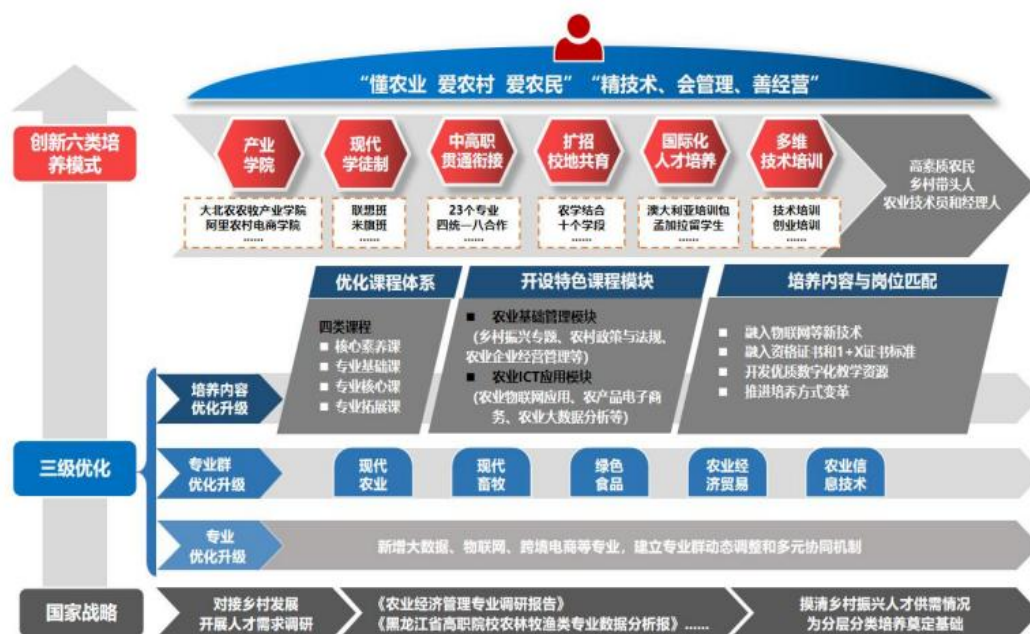 “懂农业 爱农村 爱农民” “精技术、会管理、善经营”
创新六类培
养模式
产业
学院
现代
学徒制
中高职
贯通衔接
扩招
校地共育
国际化
人才培养
多维
技术培训
高素质农民
乡村带头人
农业技术员和经理人
大北农农牧产业学院
阿里农村电商学院
......
联想班
米旗班
......
23个专业
四统一八合作
......
农学结合
十个学段
......
澳大利亚培训包
孟加拉留学生
......
技术培训
创业培训
......
优化课程体系
开设特色课程模块
培养内容与岗位匹配
四类课程
■ 核心素养课
■ 专业基础课
■ 专业核心课
■ 专业拓展课
■ 农业基础管理模块
(乡村振兴专题、农村政策与法规、
农业企业经营管理等)
■ 农业ICT应用模块
(农业物联网应用、农产品电子商
务、农业大数据分析等)
■ 融入物联网等新技术
■ 融入资格证书和1+X证书标准
■ 开发优质数字化教学资源
■ 推进培养方式变革
培养内容
优化升级
三级优化
专业群
优化升级
现代
农业
现代
畜牧
绿色
食品
农业经
济贸易
农业信
息技术
专业
优化升级
新增大数据、物联网、跨境电商等专业，建立专业群动态调整和多元协同机制
国家战略
对接乡村发展
开展人才需求调研
《农业经济管理专业调研报告》
《黑龙江省高职院校农林牧渔类专业数据分析报》......
摸清乡村振兴人才供需情况
为分层分类培养奠定基础